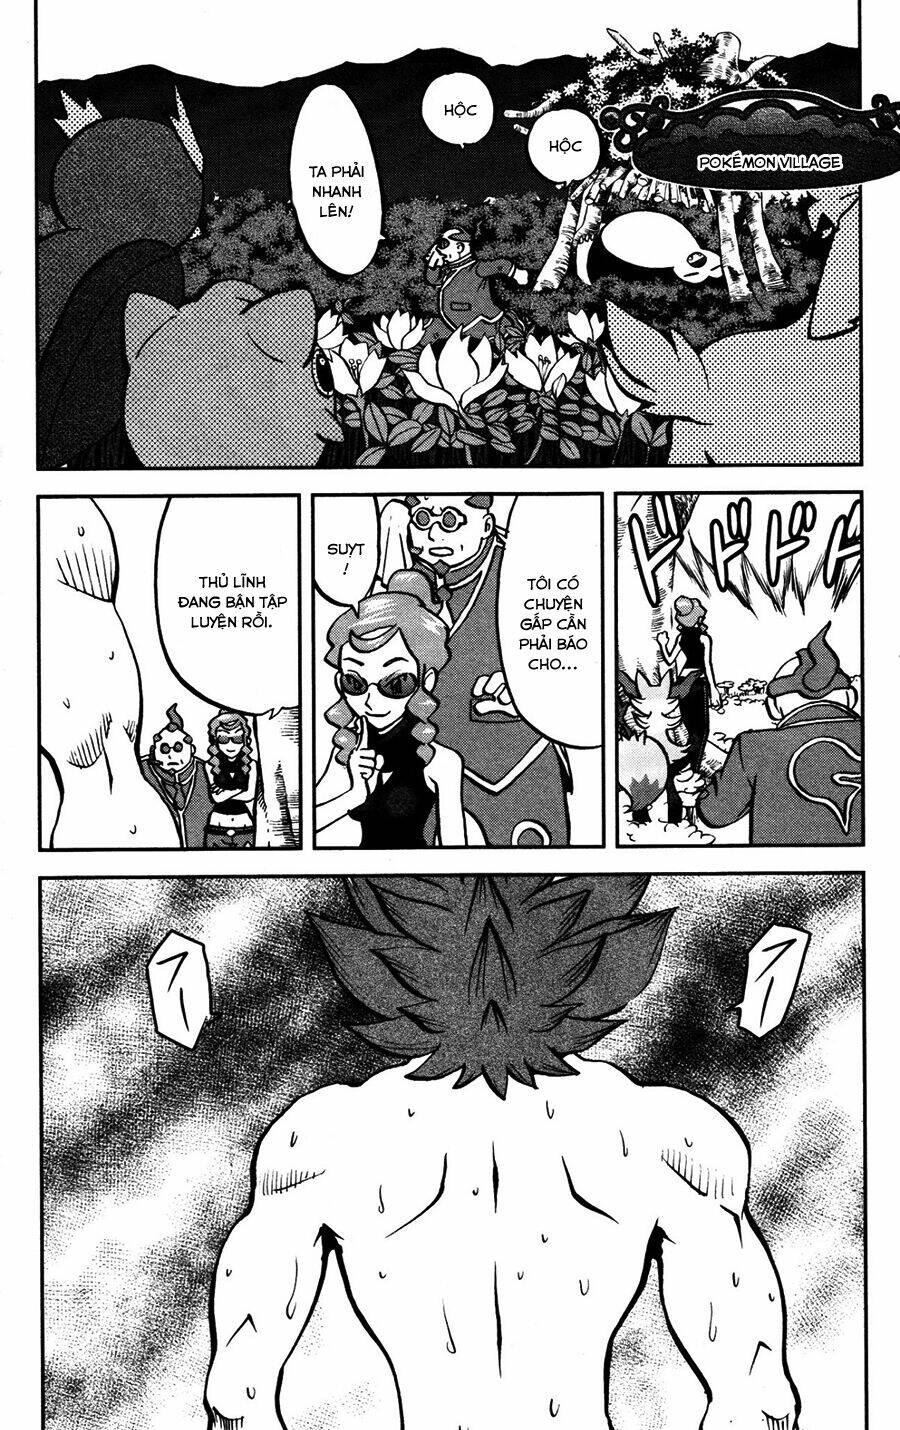 POKÉMON VILLAGE
HỘC
HỘC
TA PHẢI
NHANH
LÊN!
ドドドド
TÔI CÓ
CHUYỆN
GẤP CẦN
PHẢI BÁO
CHO...
SUỴT
!
THỦ LĨNH
ĐANG BẬN TẬP
LUYỆN RỒI.